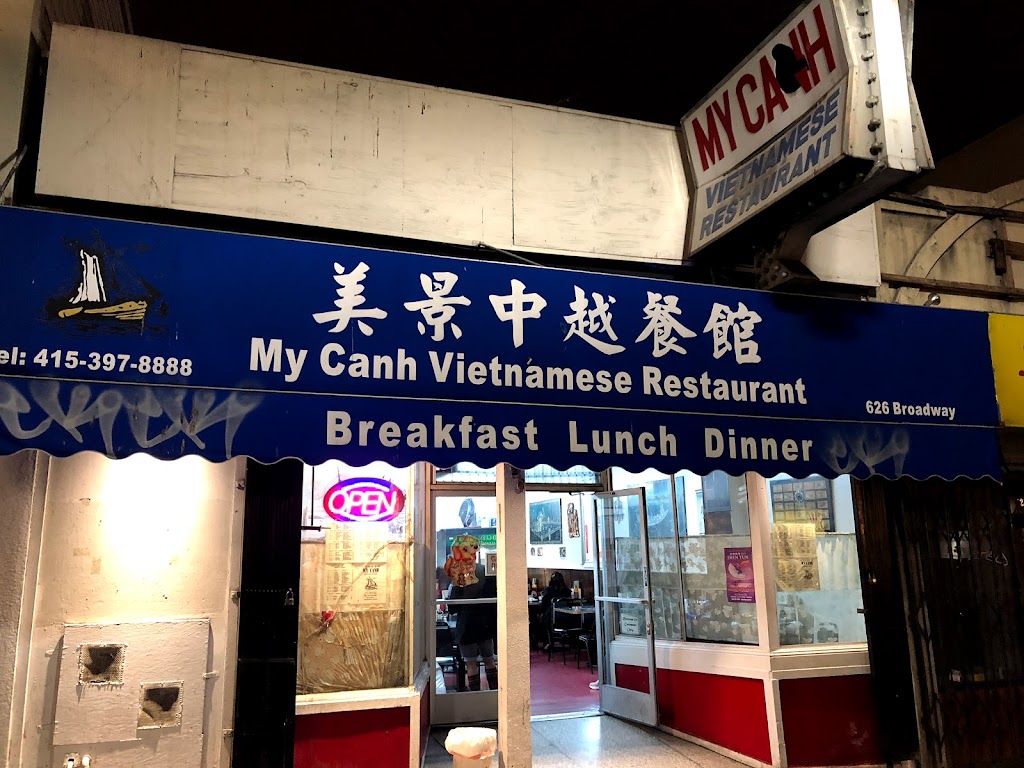 MY CANH
VIETNAMESE
RESTAURANT
美景中越餐館
el: 415-397-8888
My Canh Vietnamese Restaurant
626 Broadway
Breakfast Lunch Dinner
OPEN